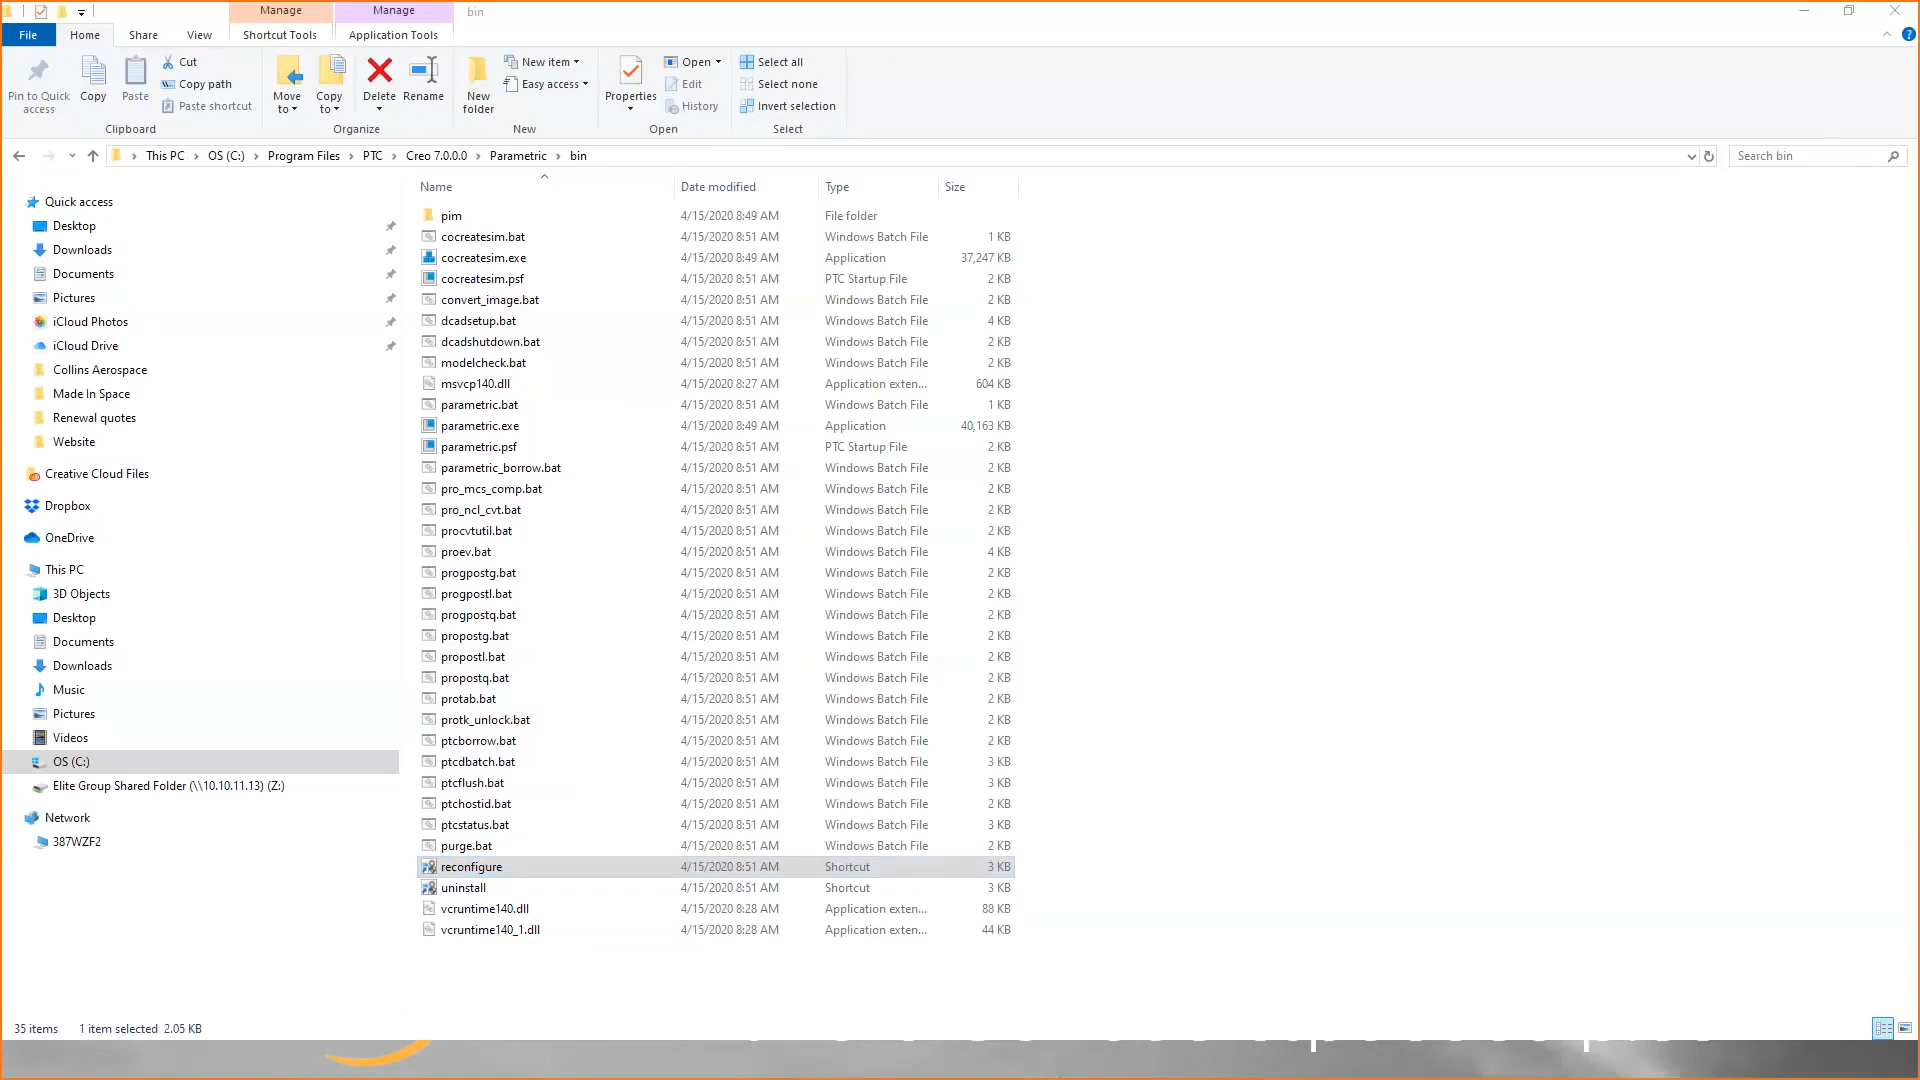 Manage
Manage
bin
File
Home
Share
View
Shortcut Tools
Application Tools
Pin to Quick access
Copy
Paste
Cut
Copy path
Paste shortcut
Clipboard
Move to
Copy to
Delete
Rename
Organize
New folder
New item
Easy access
New
Properties
Open
Edit
History
Open
Select all
Select none
Invert selection
Select
This PC > OS (C:) > Program Files > PTC > Creo 7.0.0.0 > Parametric > bin
Search bin
Quick access
Desktop
Downloads
Documents
Pictures
iCloud Photos
iCloud Drive
Collins Aerospace
Made In Space
Renewal quotes
Website
Creative Cloud Files
Dropbox
OneDrive
This PC
3D Objects
Desktop
Documents
Downloads
Music
Pictures
Videos
OS (C:)
Elite Group Shared Folder (\\10.10.11.13) (Z:)
Network
387WZF2
Name Date modified Type Size
pim 4/15/2020 8:49 AM File folder
cocreatesim.bat 4/15/2020 8:51 AM Windows Batch File 1 KB
cocreatesim.exe 4/15/2020 8:49 AM Application 37,247 KB
cocreatesim.psf 4/15/2020 8:51 AM PTC Startup File 2 KB
convert_image.bat 4/15/2020 8:51 AM Windows Batch File 2 KB
dcadsetup.bat 4/15/2020 8:51 AM Windows Batch File 4 KB
dcadshutdown.bat 4/15/2020 8:51 AM Windows Batch File 2 KB
modelcheck.bat 4/15/2020 8:51 AM Windows Batch File 2 KB
msvcp140.dll 4/15/2020 8:27 AM Application exten... 604 KB
parametric.bat 4/15/2020 8:51 AM Windows Batch File 1 KB
parametric.exe 4/15/2020 8:49 AM Application 40,163 KB
parametric.psf 4/15/2020 8:51 AM PTC Startup File 2 KB
parametric_borrow.bat 4/15/2020 8:51 AM Windows Batch File 2 KB
pro_mcs_comp.bat 4/15/2020 8:51 AM Windows Batch File 2 KB
pro_ncl_cvt.bat 4/15/2020 8:51 AM Windows Batch File 2 KB
procvtutil.bat 4/15/2020 8:51 AM Windows Batch File 2 KB
proev.bat 4/15/2020 8:51 AM Windows Batch File 4 KB
progpostg.bat 4/15/2020 8:51 AM Windows Batch File 2 KB
progpostl.bat 4/15/2020 8:51 AM Windows Batch File 2 KB
progpostq.bat 4/15/2020 8:51 AM Windows Batch File 2 KB
propostg.bat 4/15/2020 8:51 AM Windows Batch File 2 KB
propostl.bat 4/15/2020 8:51 AM Windows Batch File 2 KB
propostq.bat 4/15/2020 8:51 AM Windows Batch File 2 KB
protab.bat 4/15/2020 8:51 AM Windows Batch File 2 KB
protk_unlock.bat 4/15/2020 8:51 AM Windows Batch File 2 KB
ptcborrow.bat 4/15/2020 8:51 AM Windows Batch File 2 KB
ptcdbatch.bat 4/15/2020 8:51 AM Windows Batch File 3 KB
ptcflush.bat 4/15/2020 8:51 AM Windows Batch File 3 KB
ptchostid.bat 4/15/2020 8:51 AM Windows Batch File 2 KB
ptcstatus.bat 4/15/2020 8:51 AM Windows Batch File 3 KB
purge.bat 4/15/2020 8:51 AM Windows Batch File 2 KB
reconfigure 4/15/2020 8:51 AM Shortcut 3 KB
uninstall 4/15/2020 8:51 AM Shortcut 3 KB
vcruntime140.dll 4/15/2020 8:28 AM Application exten... 88 KB
vcruntime140_1.dll 4/15/2020 8:28 AM Application exten... 44 KB
35 items 1 item selected 2.05 KB